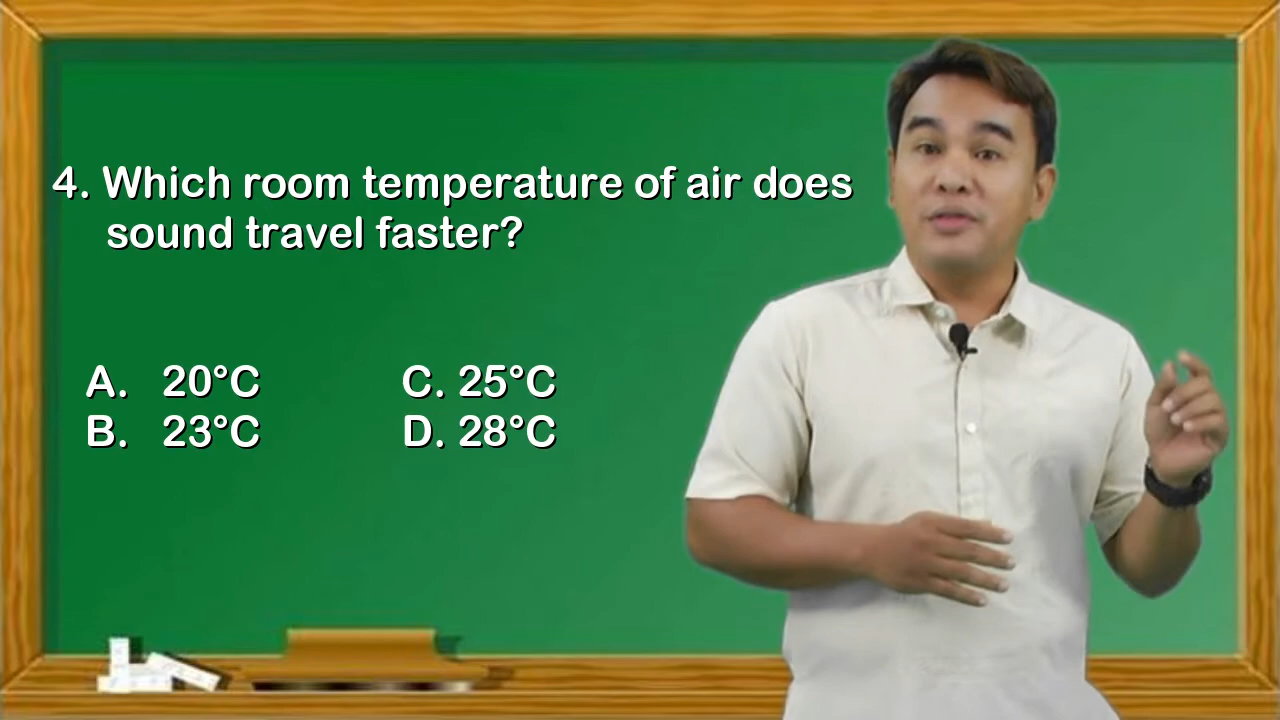 4. Which room temperature of air does
sound travel faster?
A. 20°C C. 25°C
B. 23°C D. 28°C